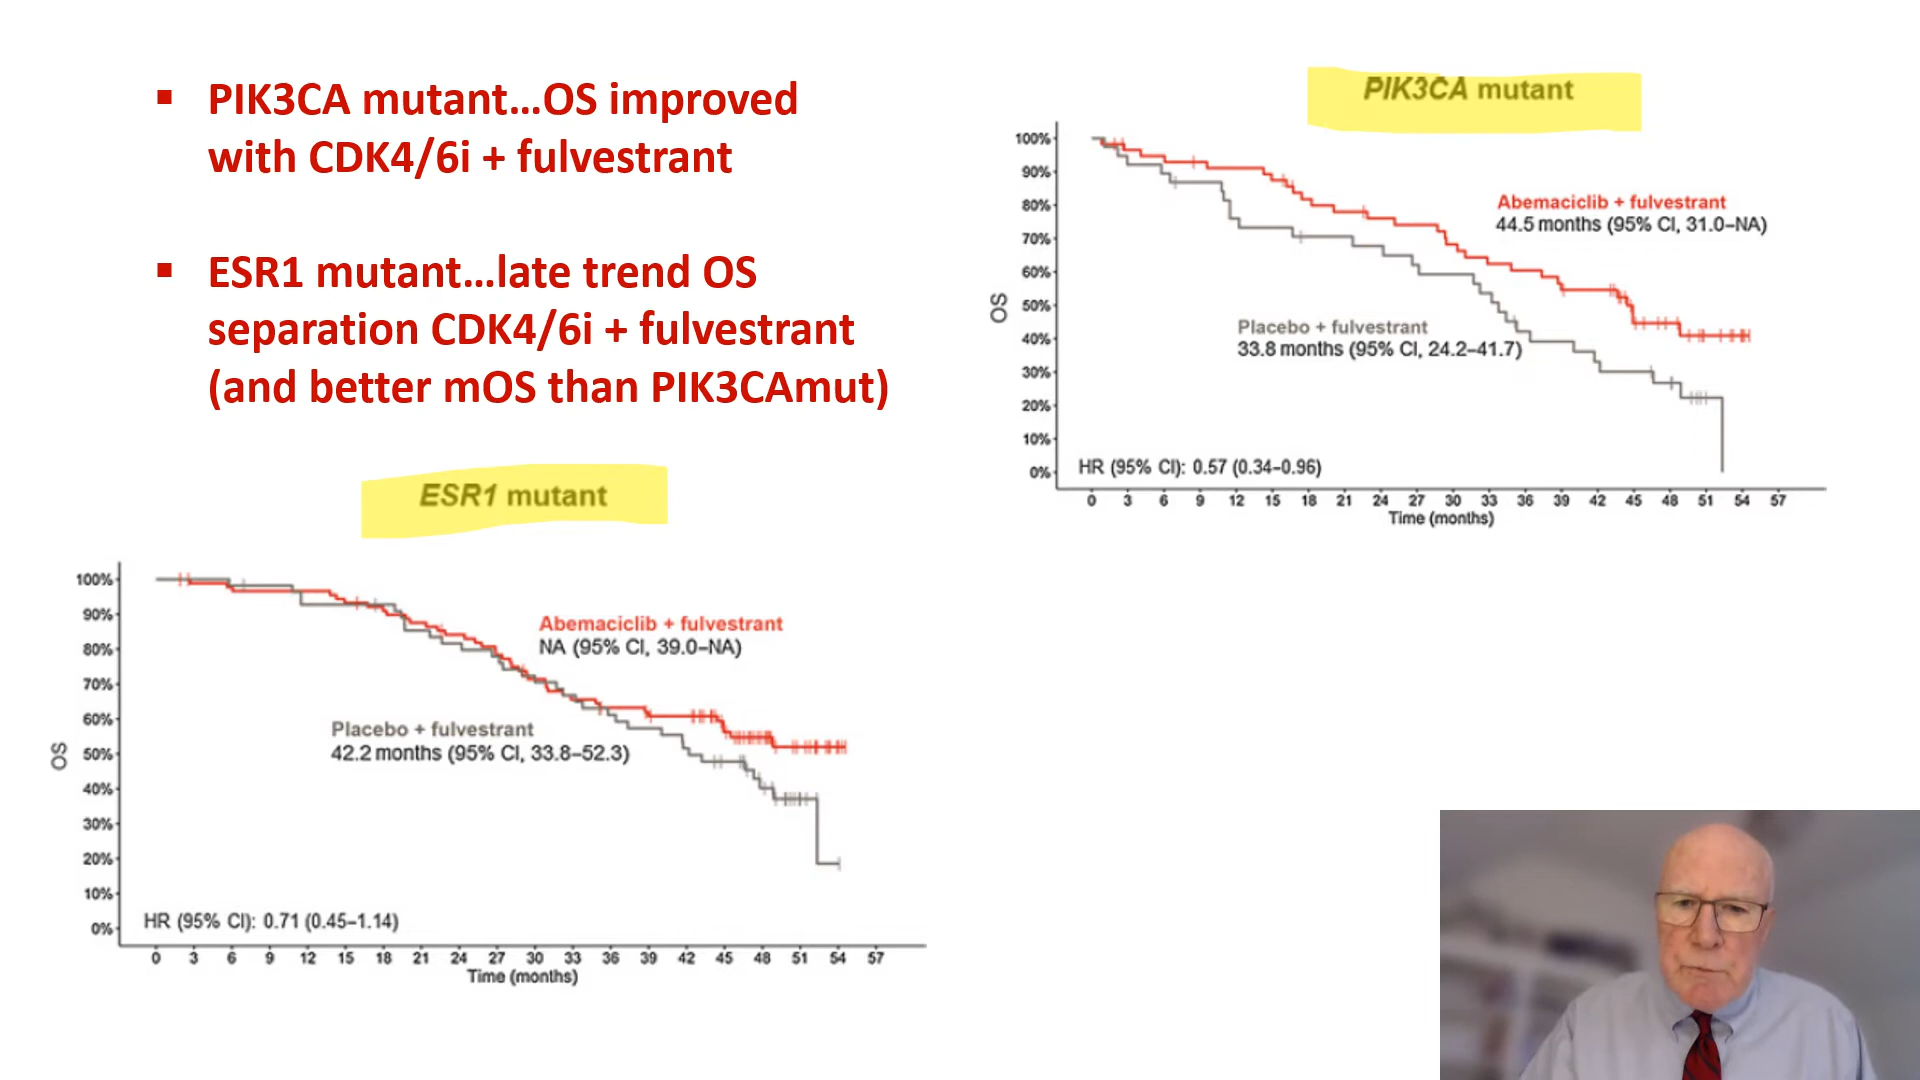 ▪ PIK3CA mutant...OS improved
with CDK4/6i + fulvestrant
▪ ESR1 mutant...late trend OS
separation CDK4/6i + fulvestrant
(and better mOS than PIK3CAmut)
PIK3CA mutant
100%
90%
80%
70%
60%
50%
40%
30%
20%
10%
0%
OS
Abemaciclib + fulvestrant
44.5 months (95% CI, 31.0–NA)
Placebo + fulvestrant
33.8 months (95% CI, 24.2–41.7)
HR (95% CI): 0.57 (0.34–0.96)
0 3 6 9 12 15 18 21 24 27 30 33 36 39 42 45 48 51 54 57
Time (months)
ESR1 mutant
100%
90%
80%
70%
60%
50%
40%
30%
20%
10%
0%
OS
Abemaciclib + fulvestrant
NA (95% CI, 39.0–NA)
Placebo + fulvestrant
42.2 months (95% CI, 33.8–52.3)
HR (95% CI): 0.71 (0.45–1.14)
0 3 6 9 12 15 18 21 24 27 30 33 36 39 42 45 48 51 54 57
Time (months)